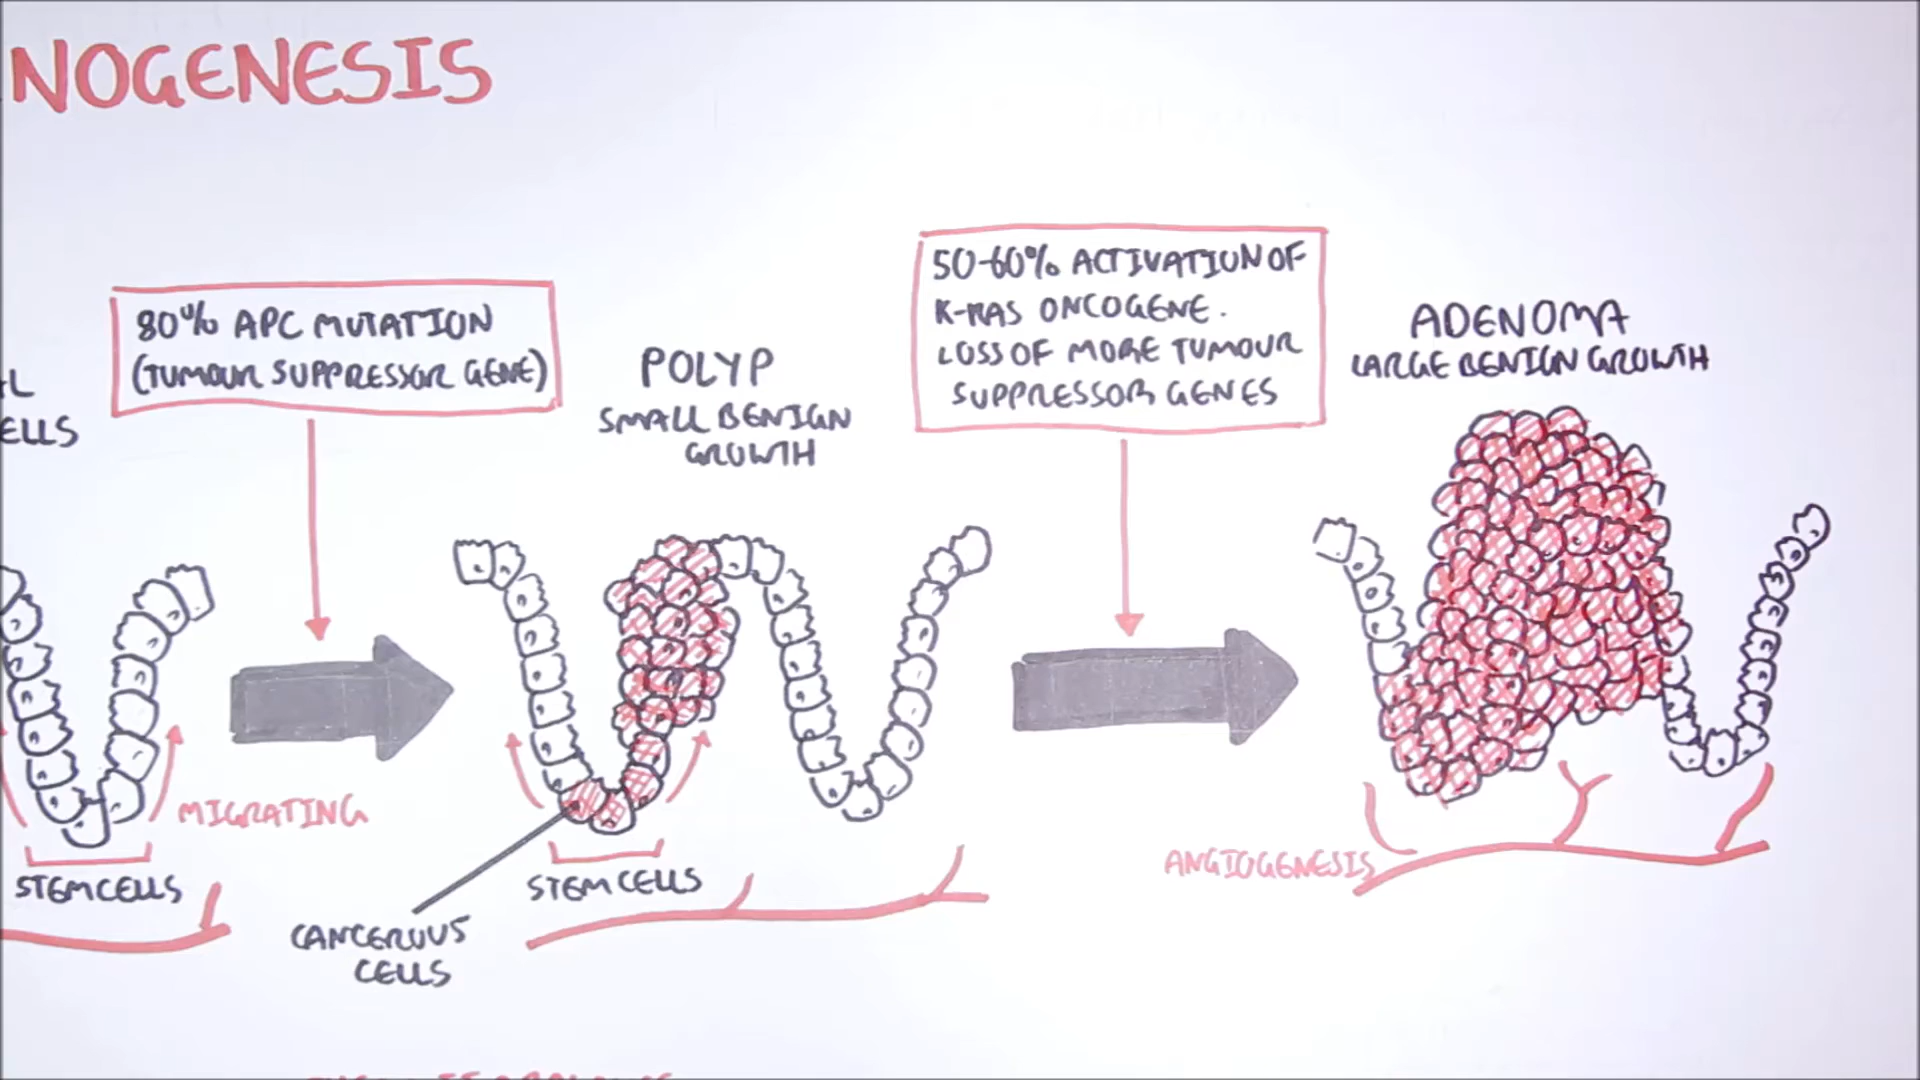 NOGENESIS
80% APC MUTATION
(TUMOUR SUPPRESSOR GENE)
ELLS
POLYP
SMALL BENIGN
GROWTH
50-60% ACTIVATION OF
K-RAS ONCOGENE.
LOSS OF MORE TUMOUR
SUPPRESSOR GENES
ADENOMA
LARGE BENIGN GROWTH
MIGRATING
STEM CELLS
CANCEROUS
CELLS
STEM CELLS
ANGIOGENESIS